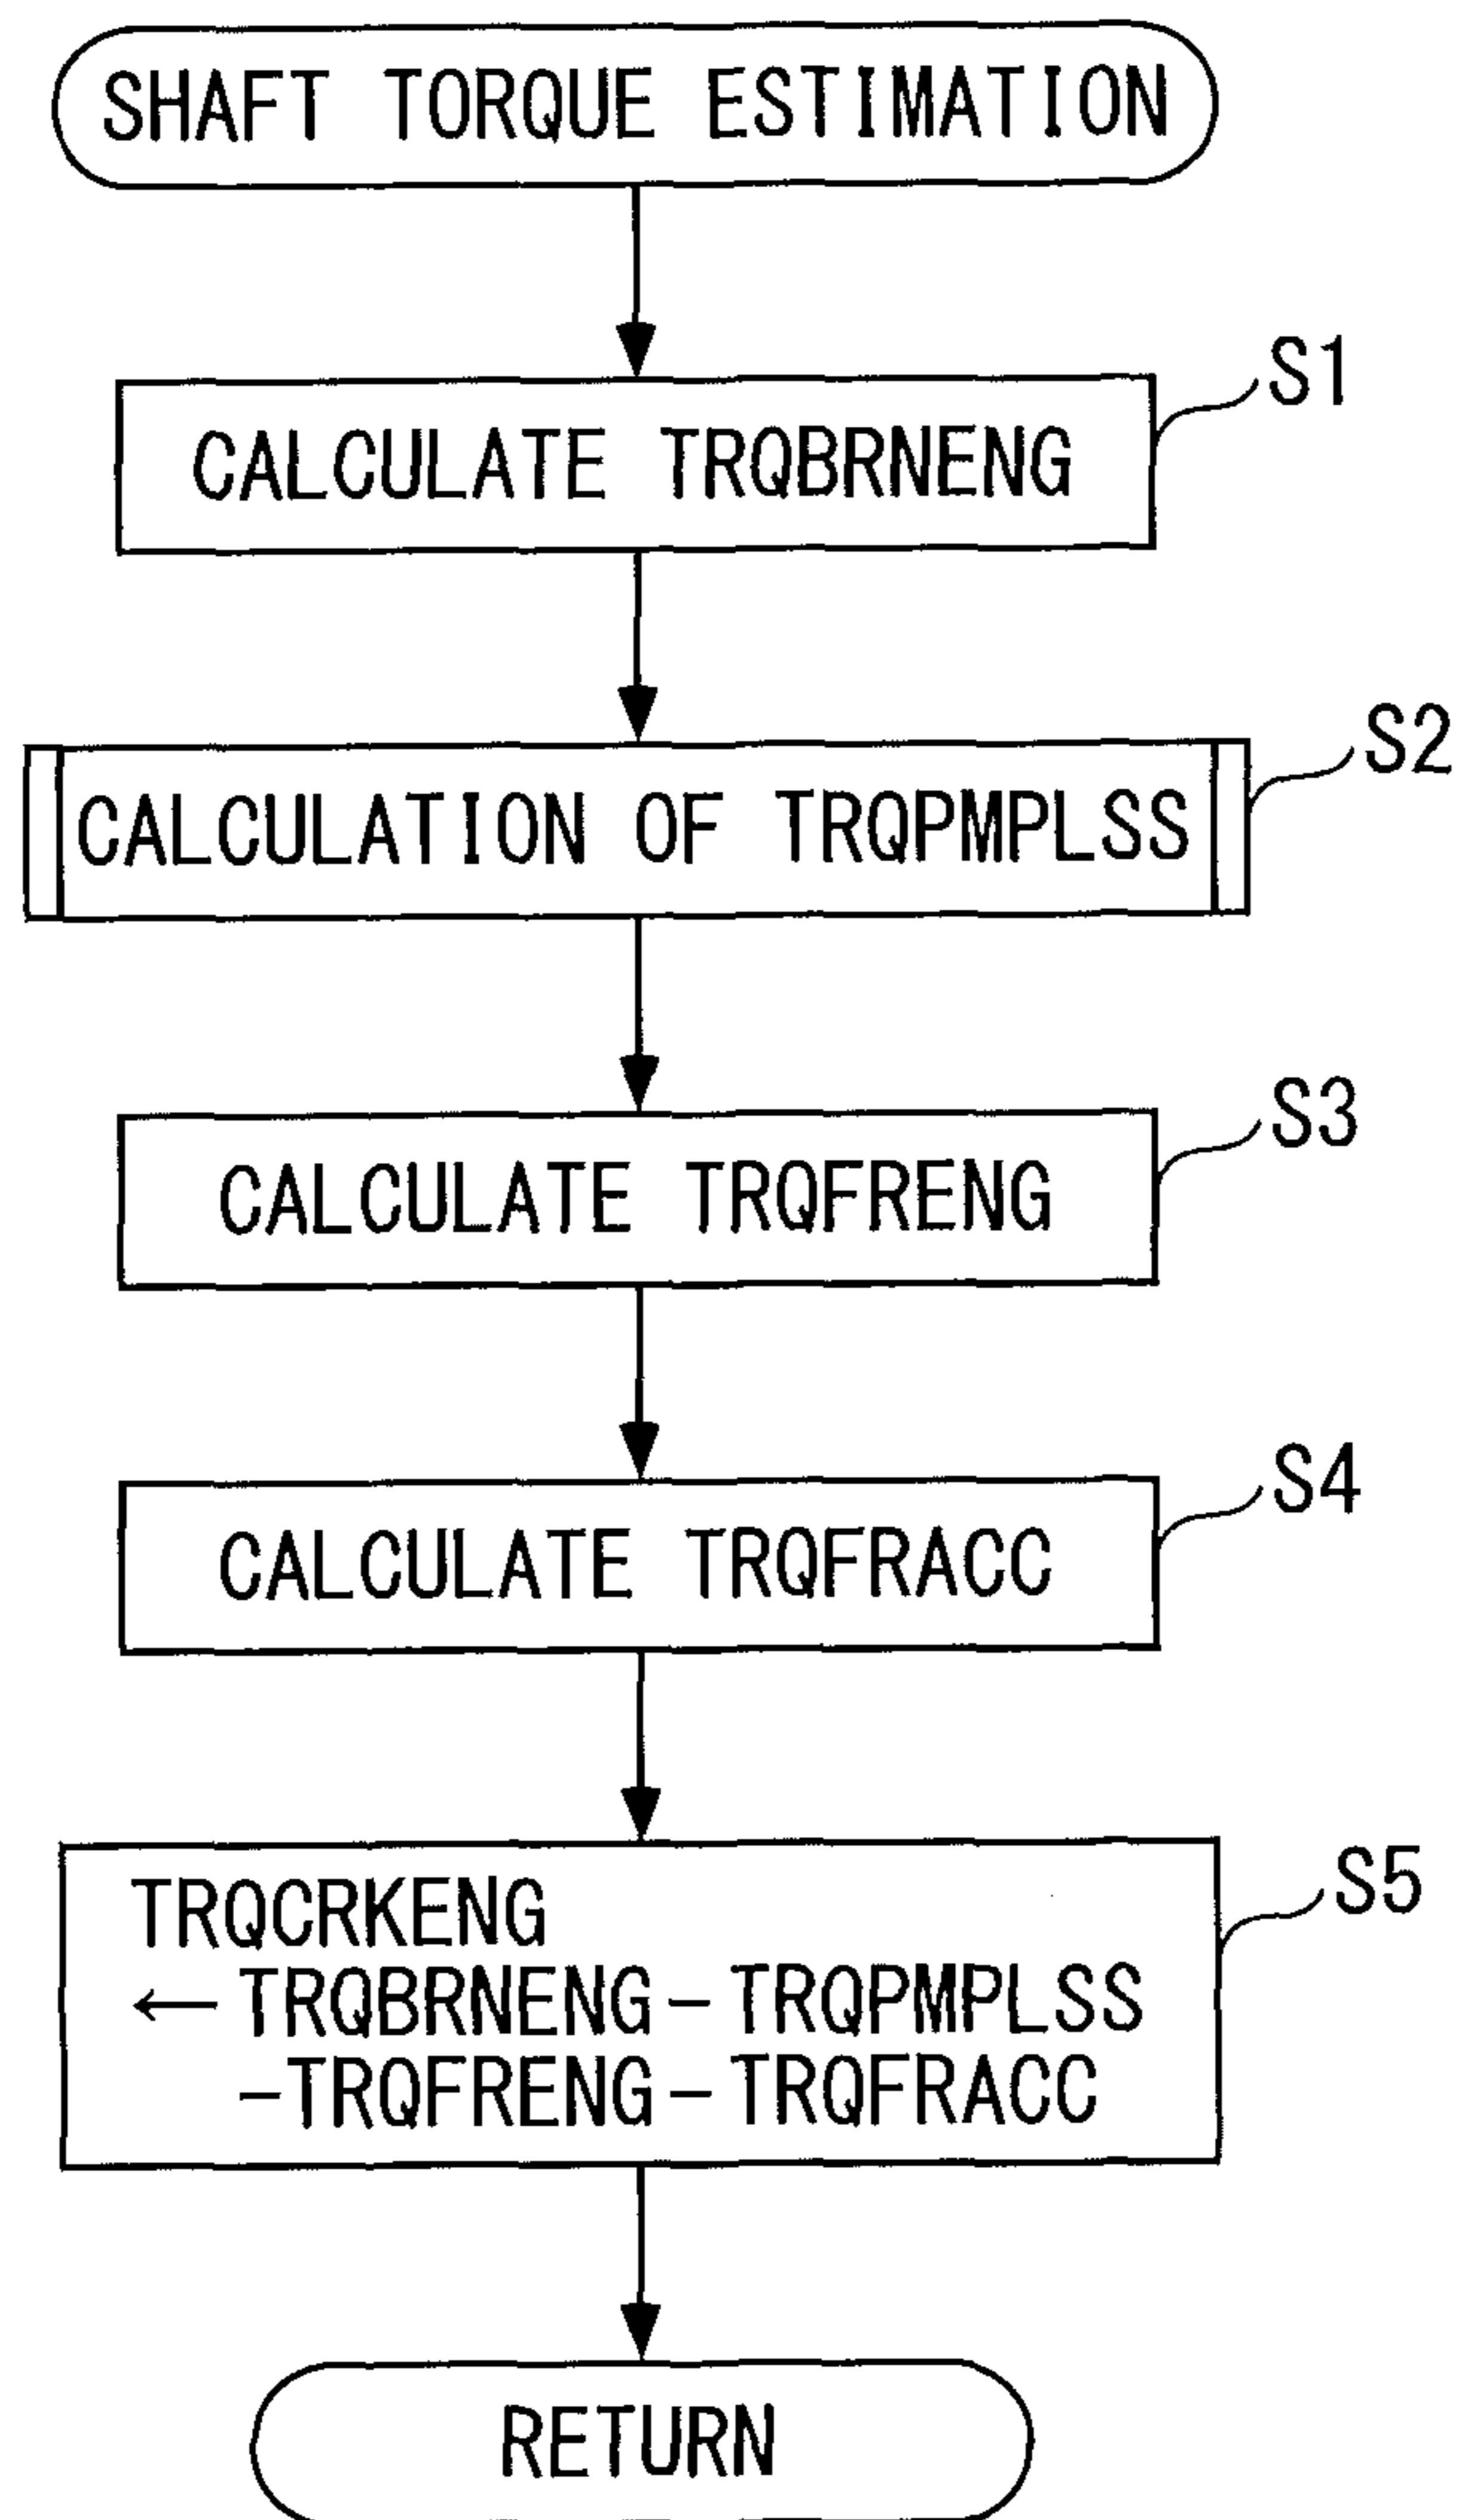 SHAFT TORQUE ESTIMATION
S1
CALCULATE TRQBRNENG
S2
CALCULATION OF TRQPMPLSS
S3
CALCULATE TRQFRENG
S4
CALCULATE TRQFRACC
S5
TRQCRKENG
← TRQBRNENG - TRQPMPLSS
- TRQFRENG - TRQFRACC
RETURN